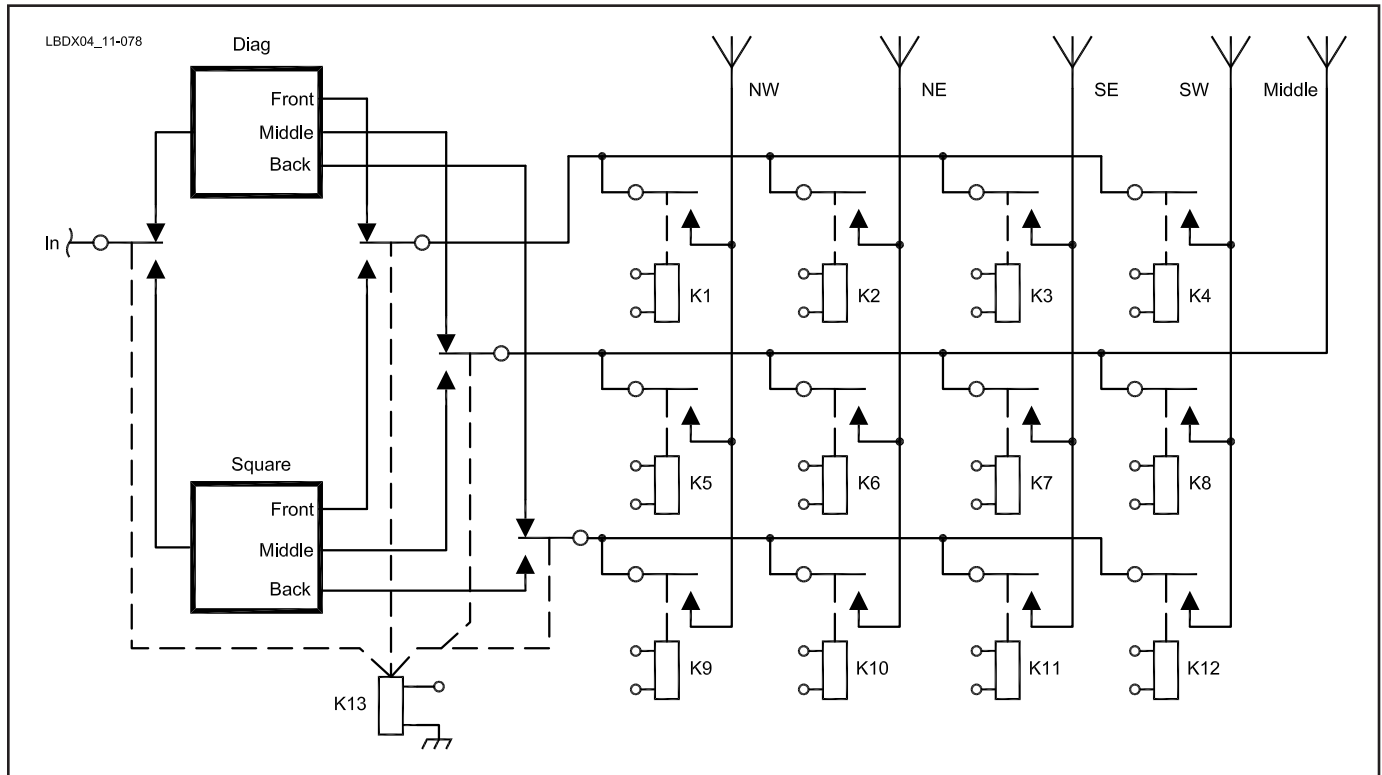 LBDX04_11-078
Diag
Front
Middle
Back
In
NW
NE
SE
SW
Middle
K1
K2
K3
K4
K5
K6
K7
K8
Square
Front
Middle
Back
K9
K10
K11
K12
K13